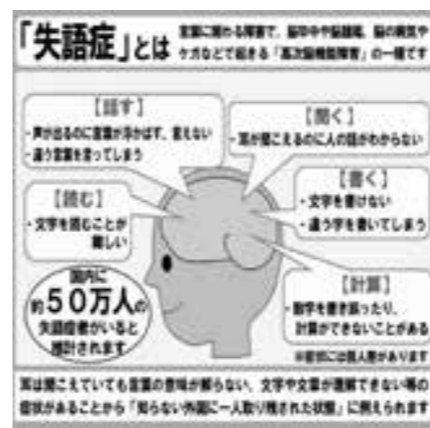 「失語症」とは
言葉に関わる障害で、脳卒中や脳腫瘍、脳の病気や
ケガなどで起きる「高次脳機能障害」の一種です
【話す】
・声が出るのに言葉が浮かばず、言えない
・違う言葉を言ってしまう
【聞く】
・耳が聞こえるのに人の話がわからない
【読む】
・文字を読むことが
難しい
【書く】
・文字を書けない
・違う字を書いてしまう
国内に
約50万人の
失語症者がいると
推計されます
【計算】
・数字を書き誤ったり、
計算ができないことがある
※症状には個人差があります
耳は聞こえていても言葉の意味が解らない、文字や文章が理解できない等の
症状があることから「知らない外国に一人取り残された状態」に例えられます